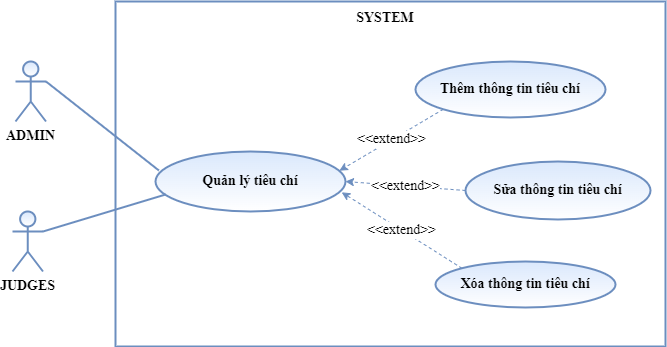 SYSTEM
Thêm thông tin tiêu chí
ADMIN
<<extend>>
Quản lý tiêu chí
<<extend>>
Sửa thông tin tiêu chí
<<extend>>
JUDGES
Xóa thông tin tiêu chí